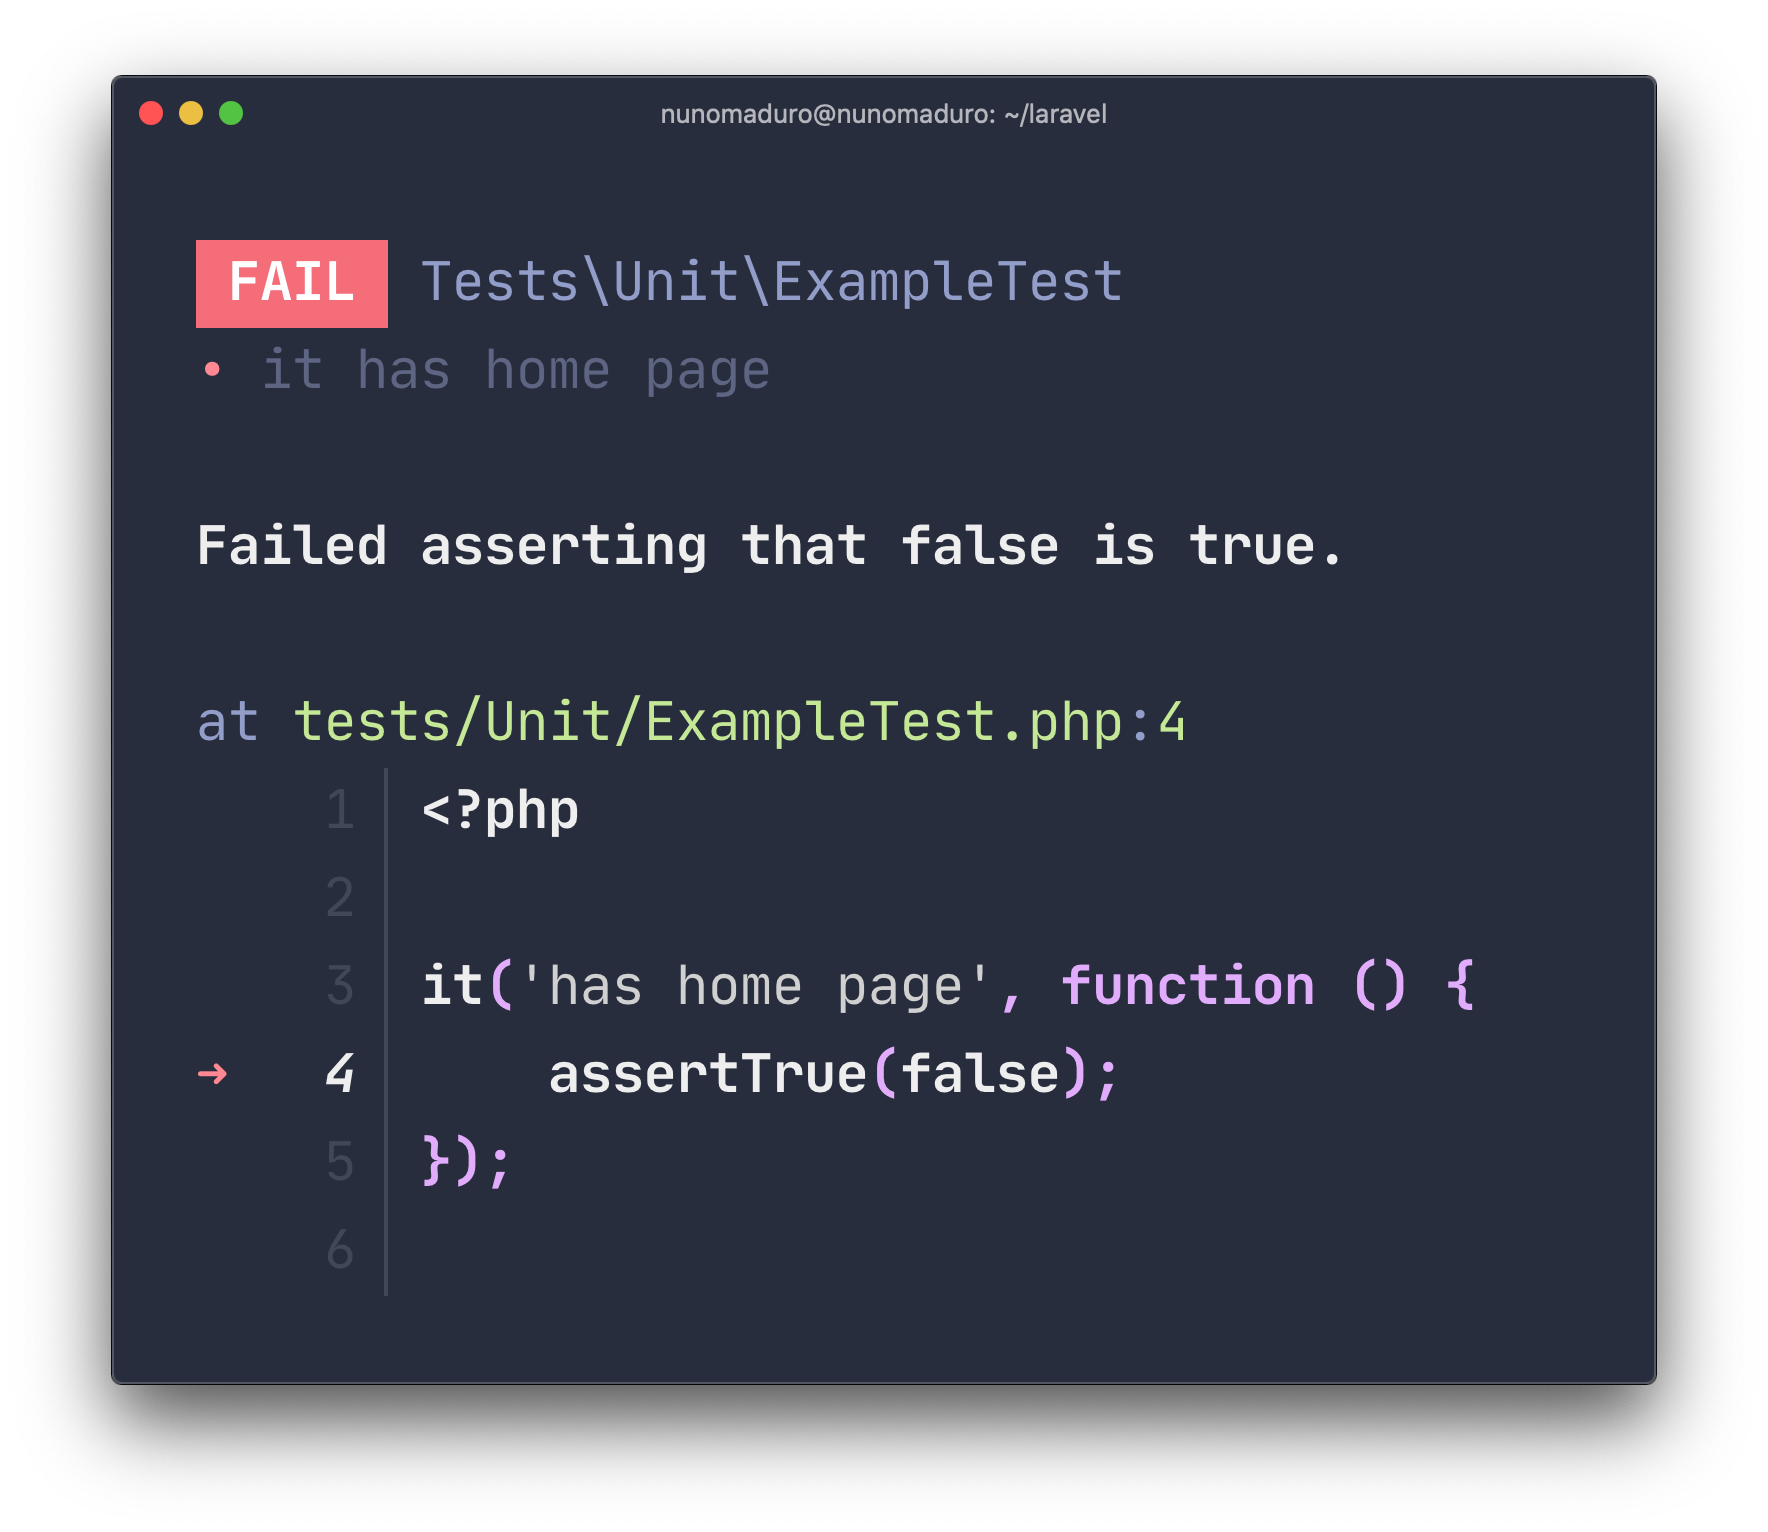 nunomaduro@nunomaduro: ~/laravel
FAIL Tests\Unit\ExampleTest
• it has home page
Failed asserting that false is true.
at tests/Unit/ExampleTest.php:4
1 <?php
2
3 it('has home page', function () {
➜ 4     assertTrue(false);
5 });
6